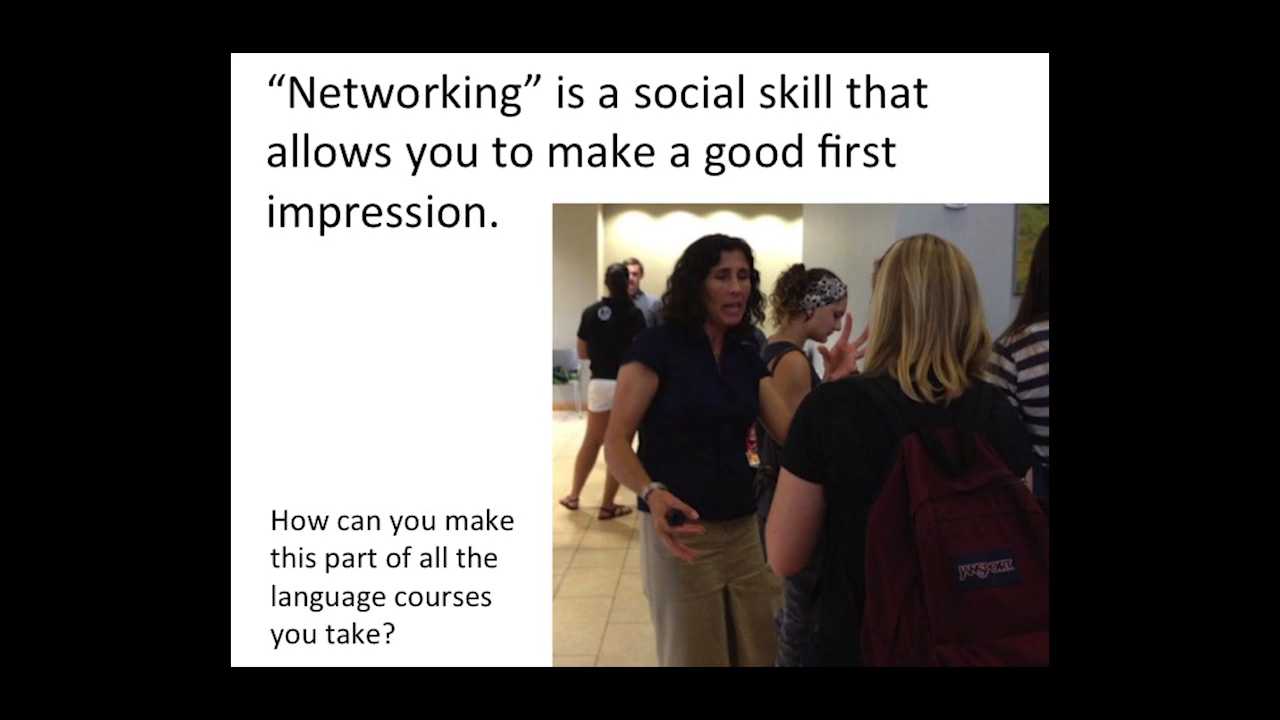 “Networking” is a social skill that
allows you to make a good first
impression.
How can you make
this part of all the
language courses
you take?
JANSPORT